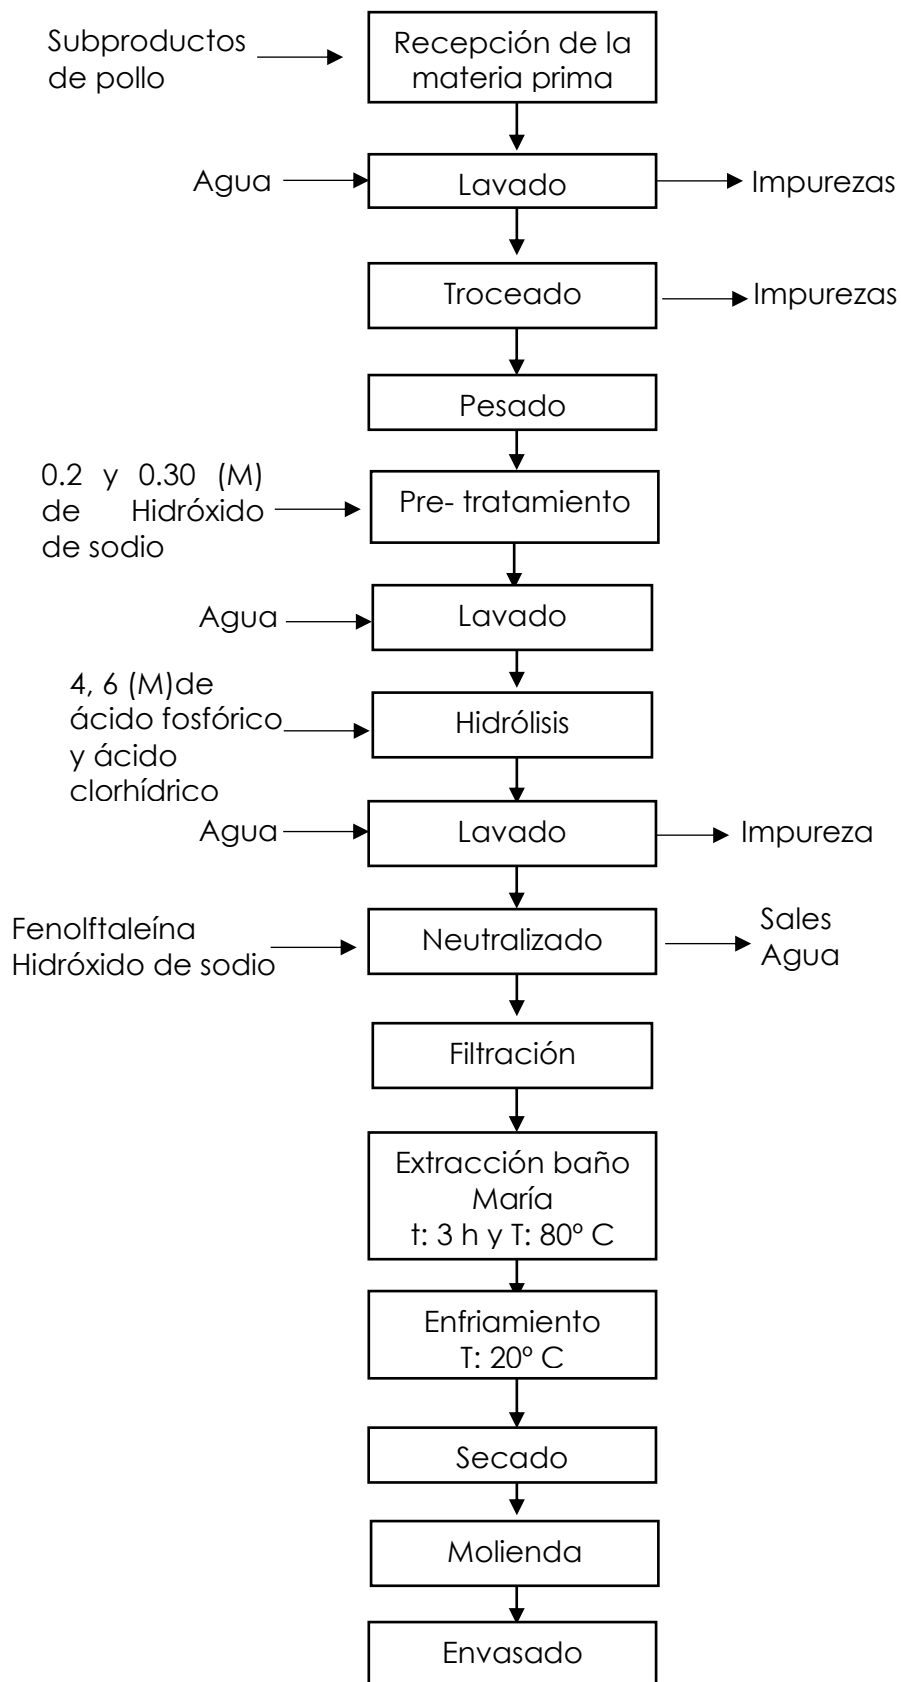 Subproductos
de pollo
Recepción de la
materia prima
Agua
Lavado
Impurezas
Troceado
Impurezas
Pesado
0.2 y 0.30 (M)
de Hidróxido
de sodio
Pre- tratamiento
Agua
Lavado
4, 6 (M)de
ácido fosfórico
y ácido
clorhídrico
Hidrólisis
Agua
Lavado
Impureza
Fenolftaleína
Hidróxido de sodio
Neutralizado
Sales
Agua
Filtración
Extracción baño
María
t: 3 h y T: 80º C
Enfriamiento
T: 20º C
Secado
Molienda
Envasado